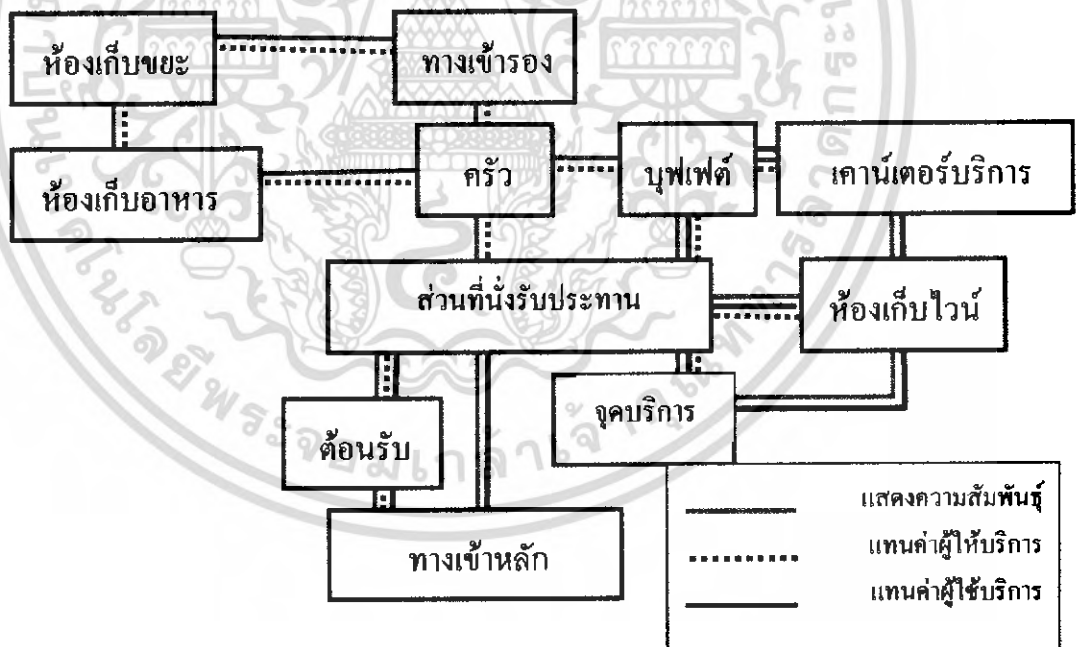 ห้องเก็บขยะ
ทางเข้ารอง
ห้องเก็บอาหาร
ครัว
บุฟเฟต์
เคาน์เตอร์บริการ
ส่วนที่นั่งรับประทาน
ห้องเก็บไวน์
ต้อนรับ
จุดบริการ
ทางเข้าหลัก
แสดงความสัมพันธ์
แทนค่าผู้ให้บริการ
แทนค่าผู้ใช้บริการ